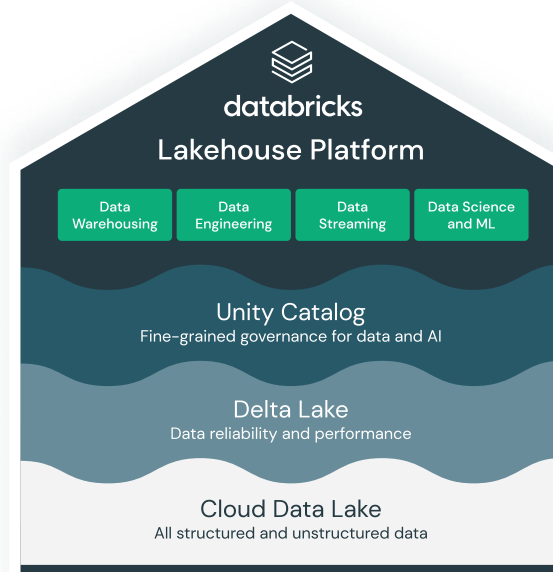 databricks
Lakehouse Platform
Data
Warehousing
Data
Engineering
Data
Streaming
Data Science
and ML
Unity Catalog
Fine-grained governance for data and AI
Delta Lake
Data reliability and performance
Cloud Data Lake
All structured and unstructured data